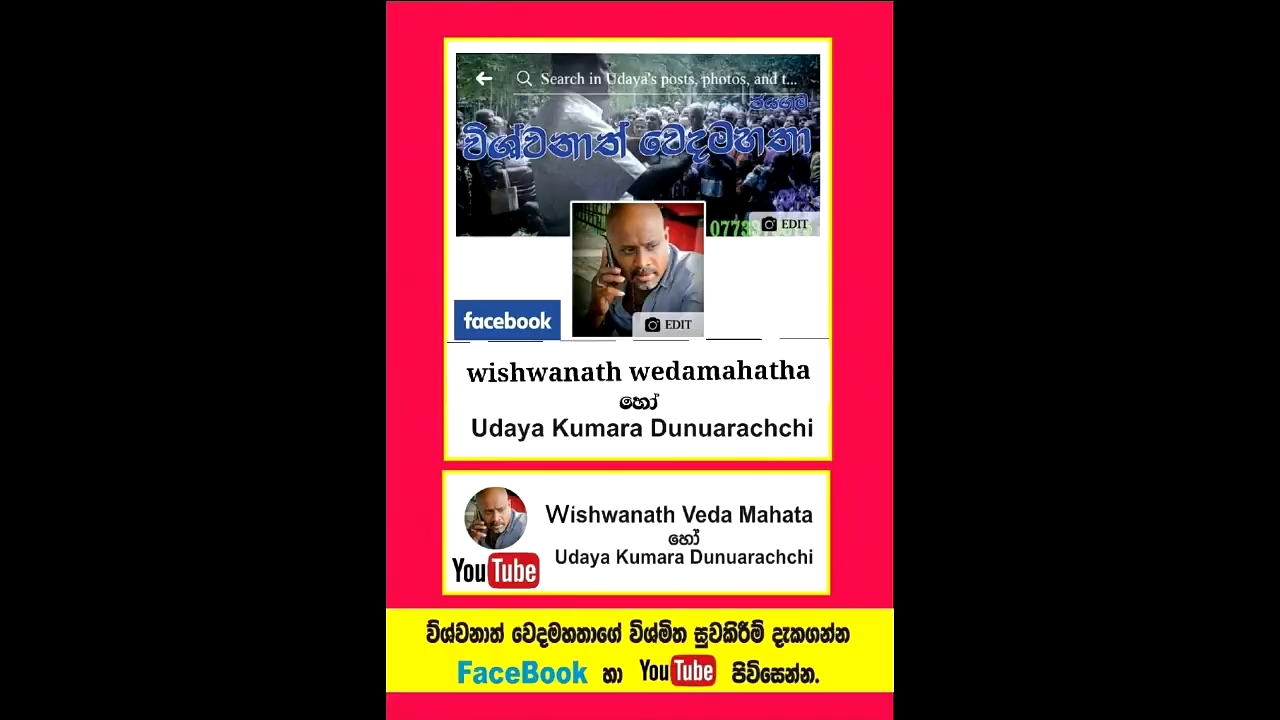 Search in Udaya's posts, photos, and t...
ජයගුම්
විශ්වනාත් වෙදමහතා
EDIT
EDIT
facebook
wishwanath wedamahatha
හෝ
Udaya Kumara Dunuarachchi
Wishwanath Veda Mahata
හෝ
YouTube
Udaya Kumara Dunuarachchi
විශ්වනාත් වෙදමහතාගේ විශ්මිත සුවකිරීම් දැකගන්න
FaceBook හා YouTube පිවිසෙන්න.